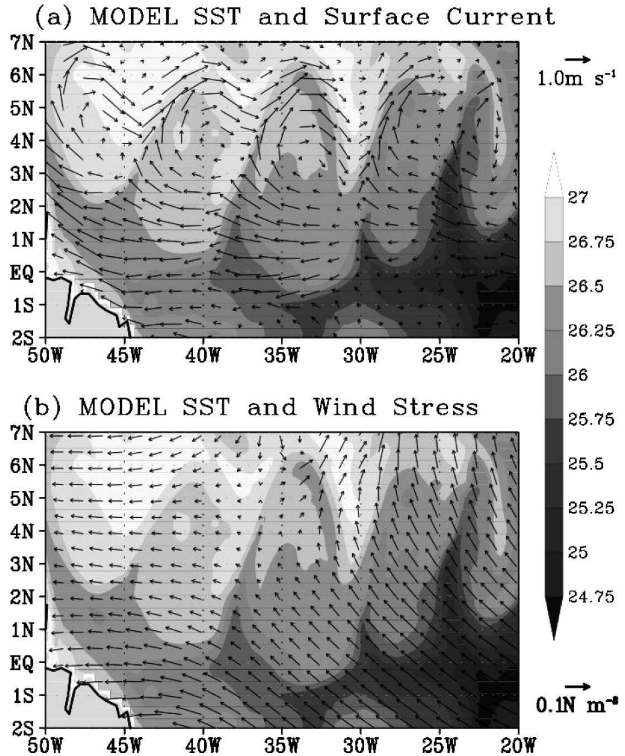 (a) MODEL SST and Surface Current
7N
6N
5N
4N
3N
2N
1N
EQ
1S
2S
50W 45W 40W 35W 30W 25W 20W
1.0m s⁻¹
27
26.75
26.5
26.25
26
25.75
25.5
25.25
25
24.75
(b) MODEL SST and Wind Stress
7N
6N
5N
4N
3N
2N
1N
EQ
1S
2S
50W 45W 40W 35W 30W 25W 20W
0.1N m⁻²